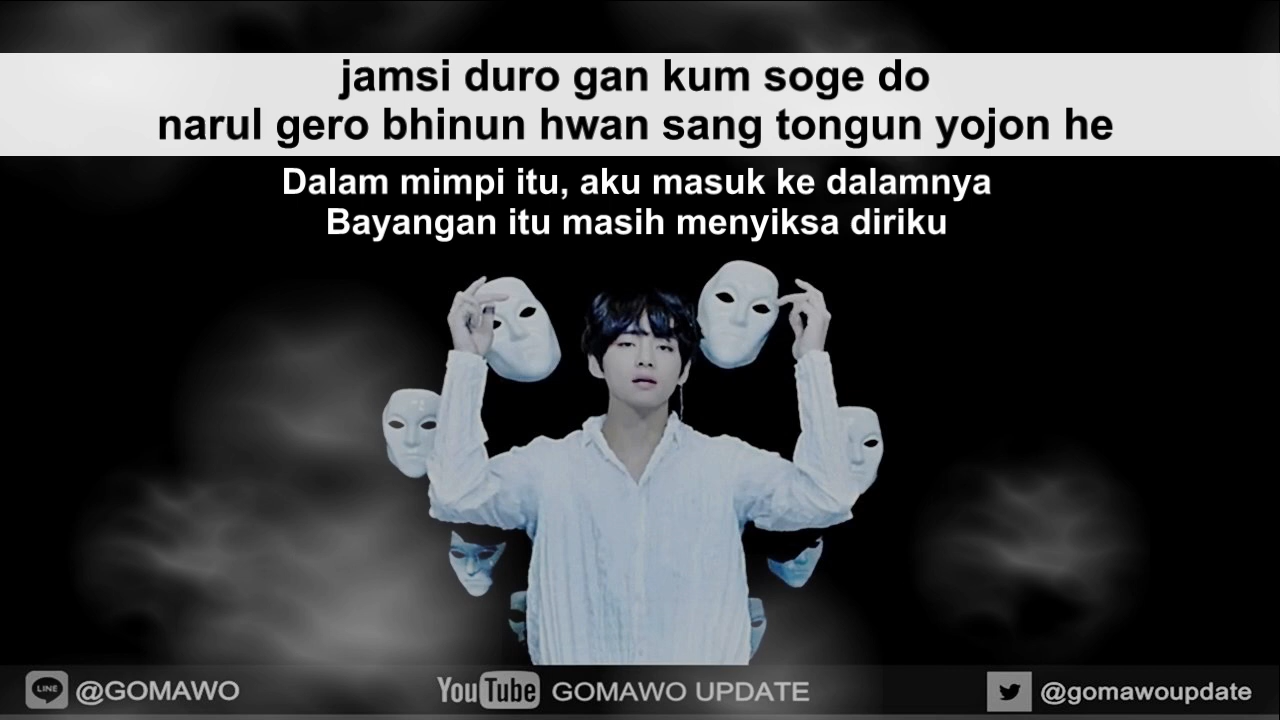 jamsi duro gan kum soge do
narul gero bhinun hwan sang tongun yojon he
Dalam mimpi itu, aku masuk ke dalamnya
Bayangan itu masih menyiksa diriku
LINE @GOMAWO
YouTube GOMAWO UPDATE
@gomawoupdate